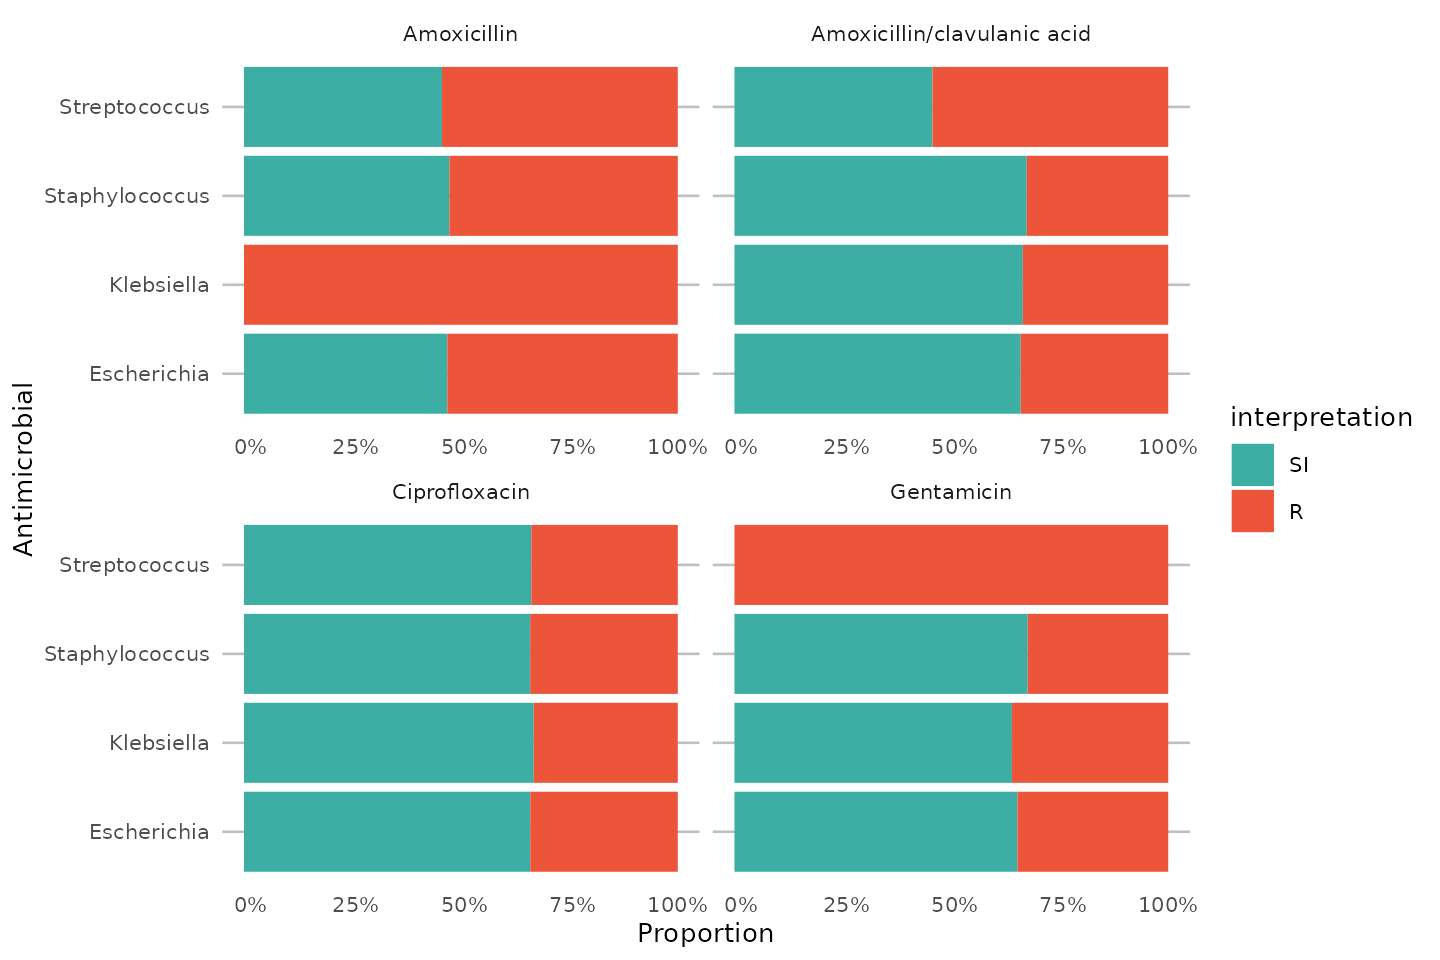 Amoxicillin
Amoxicillin/clavulanic acid
Streptococcus
Staphylococcus
Klebsiella
Escherichia
0% 25% 50% 75% 100%
0% 25% 50% 75% 100%
Ciprofloxacin
Gentamicin
Streptococcus
Staphylococcus
Klebsiella
Escherichia
0% 25% 50% 75% 100%
0% 25% 50% 75% 100%
Proportion
Antimicrobial
interpretation
SI
R